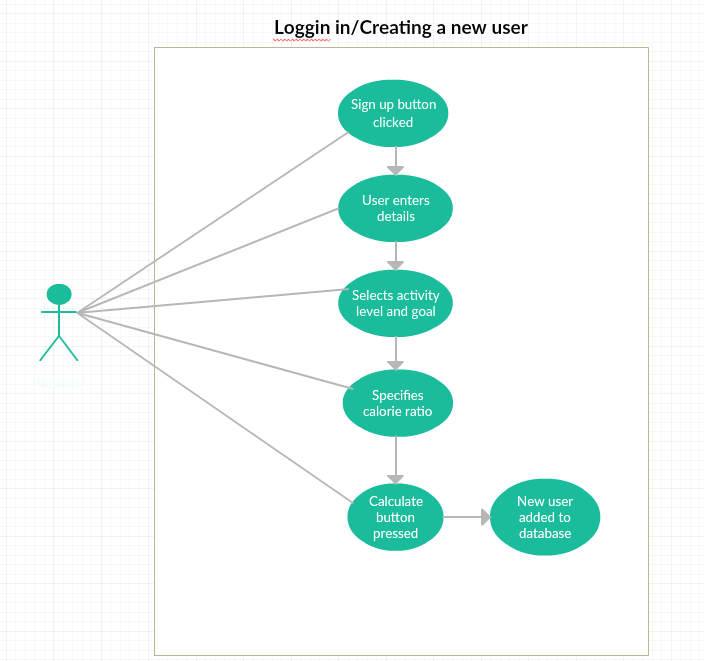 Loggin in/Creating a new user
Sign up button
clicked
User enters
details
Selects activity
level and goal
Specifies
calorie ratio
Calculate
button
pressed
New user
added to
database